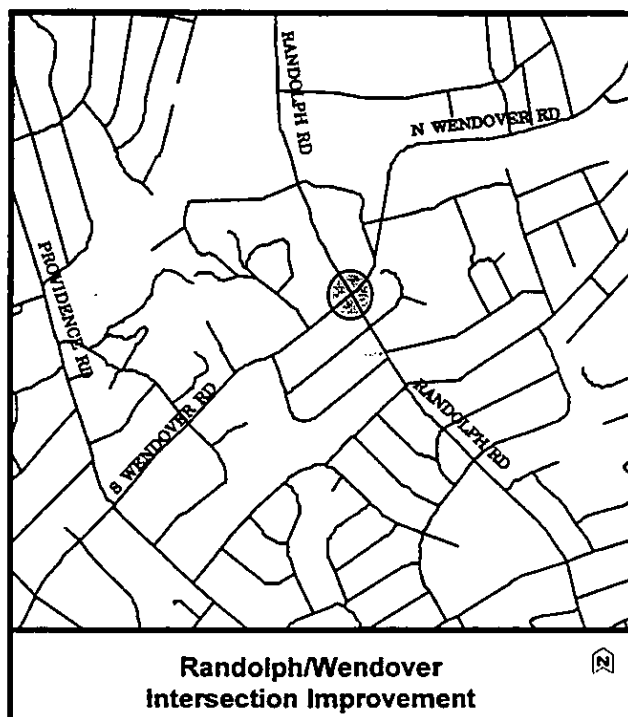 RANDOLPH RD
N WENDOVER RD
PROVIDENCE RD
S WENDOVER RD
RANDOLPH RD
Randolph/Wendover
Intersection Improvement
N